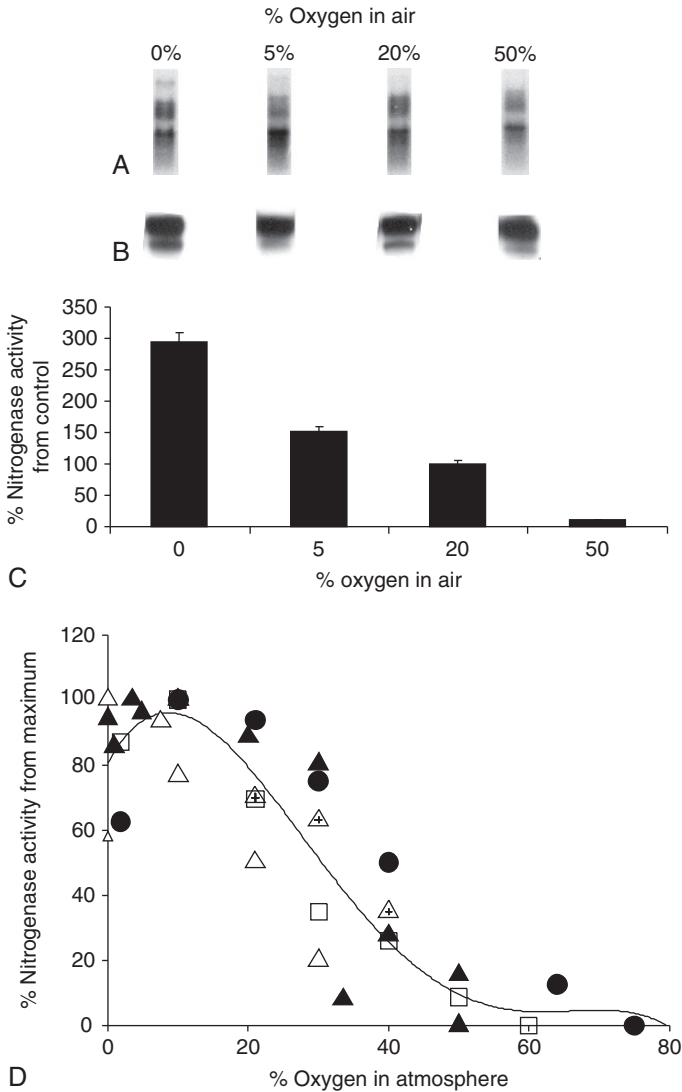 % Oxygen in air
0% 5% 20% 50%
A
B
350
300
250
200
150
100
50
0
% Nitrogenase activity
from control
0 5 20 50
% oxygen in air
C
120
100
80
60
40
20
0
% Nitrogenase activity from maximum
0 20 40 60 80
% Oxygen in atmosphere
D